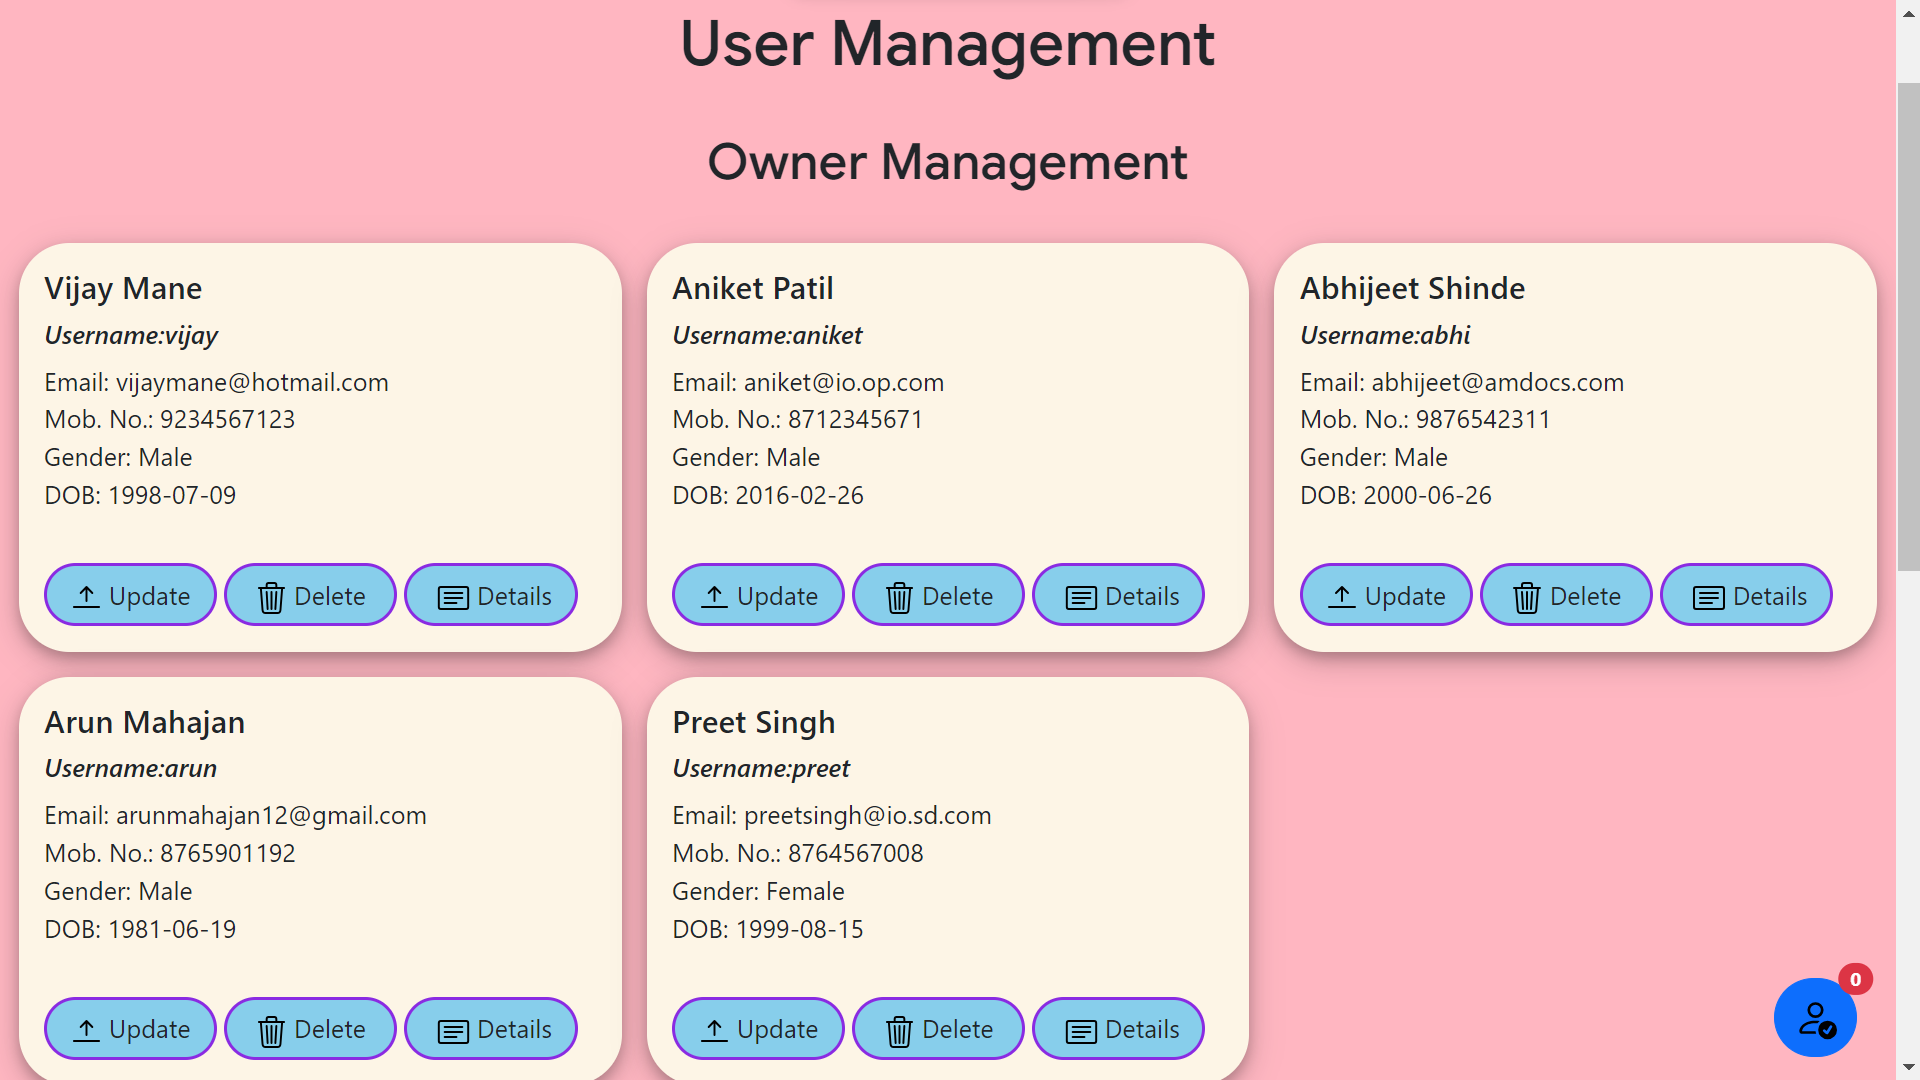 User Management
Owner Management
Vijay Mane
Username:vijay
Email: vijaymane@hotmail.com
Mob. No.: 9234567123
Gender: Male
DOB: 1998-07-09
Update Delete Details
Aniket Patil
Username:aniket
Email: aniket@io.op.com
Mob. No.: 8712345671
Gender: Male
DOB: 2016-02-26
Update Delete Details
Abhijeet Shinde
Username:abhi
Email: abhijeet@amdocs.com
Mob. No.: 9876542311
Gender: Male
DOB: 2000-06-26
Update Delete Details
Arun Mahajan
Username:arun
Email: arunmahajan12@gmail.com
Mob. No.: 8765901192
Gender: Male
DOB: 1981-06-19
Update Delete Details
Preet Singh
Username:preet
Email: preetsingh@io.sd.com
Mob. No.: 8764567008
Gender: Female
DOB: 1999-08-15
Update Delete Details
0